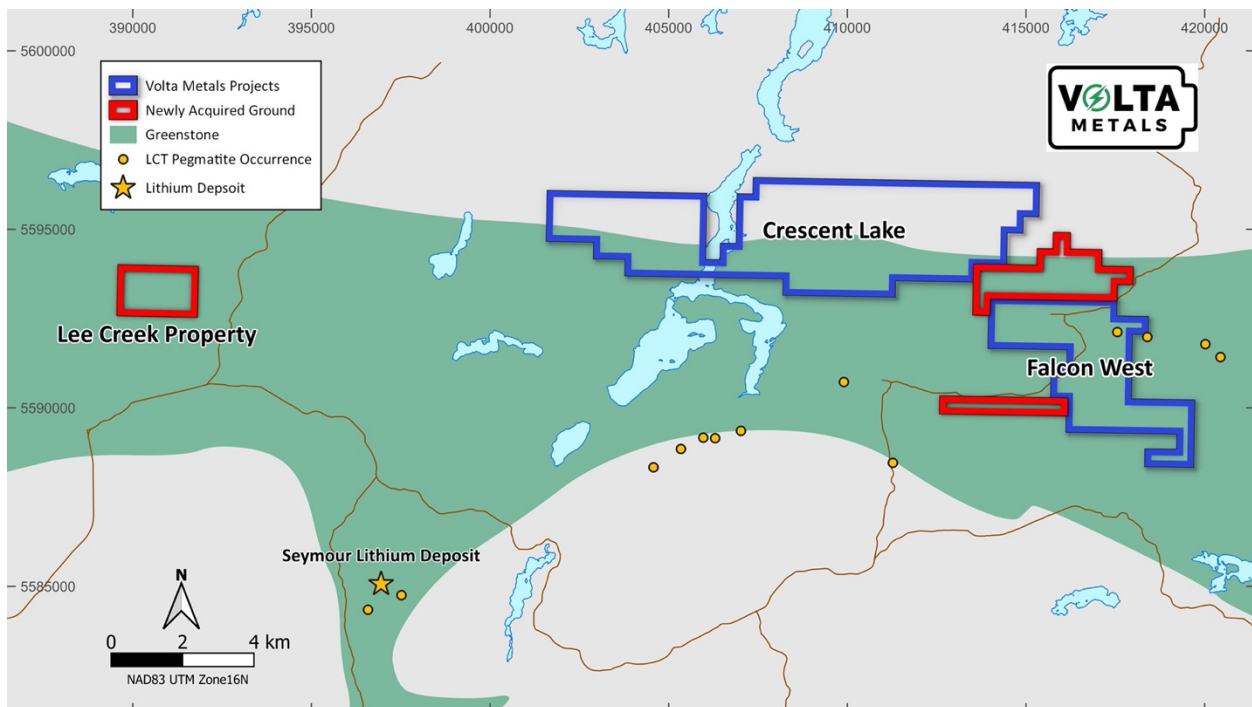 390000 395000 400000 405000 410000 415000 420000
5600000
5595000
5590000
5585000
Volta Metals Projects
Newly Acquired Ground
Greenstone
LCT Pegmatite Occurrence
Lithium Depsoit
VOLTA
METALS
Crescent Lake
Lee Creek Property
Falcon West
Seymour Lithium Deposit
N
0 2 4 km
NAD83 UTM Zone16N